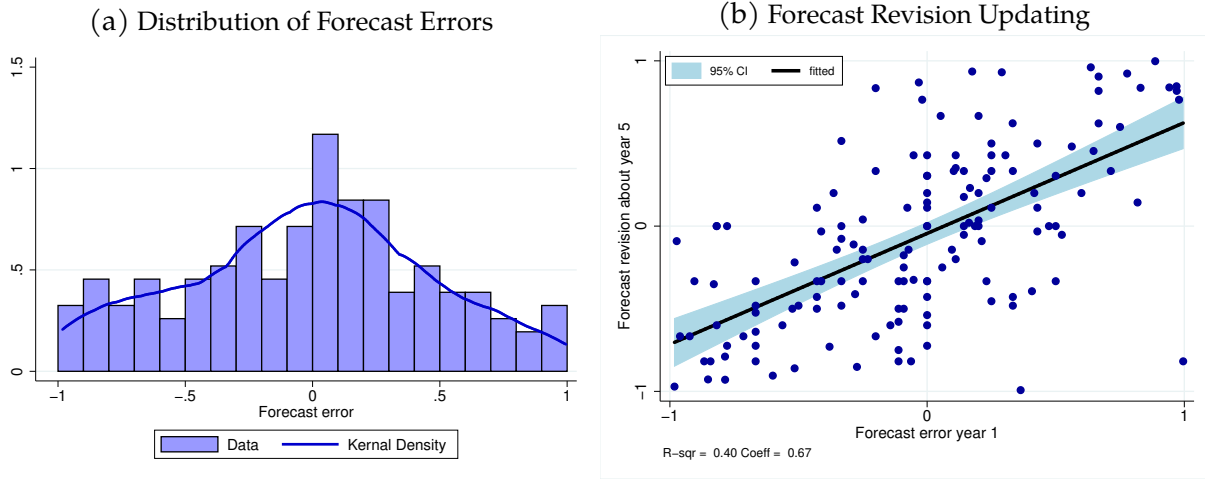 (a) Distribution of Forecast Errors
1.5
1
.5
0
−1
−.5
0
.5
1
Forecast error
Data
Kernal Density
(b) Forecast Revision Updating
95% CI
fitted
Forecast revision about year 5
1
0
−1
−1
0
1
Forecast error year 1
R−sqr = 0.40 Coeff = 0.67